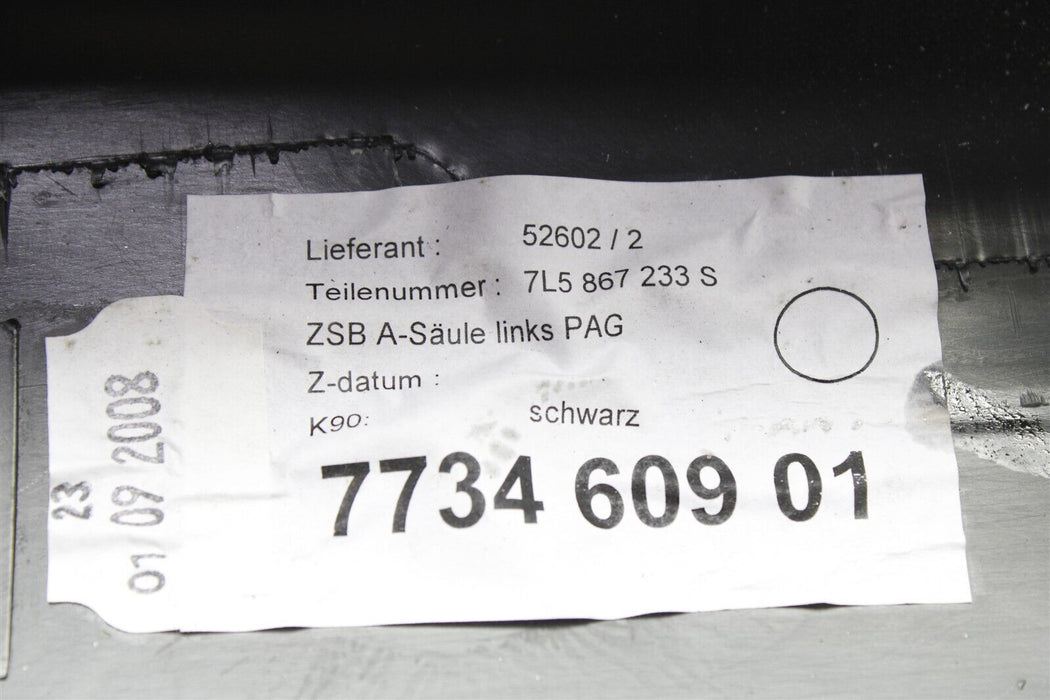 Lieferant : 52602 / 2
Teilenummer : 7L5 867 233 S
ZSB A-Säule links PAG
Z-datum :
K90: schwarz
7734 609 01
23
01/09 2008